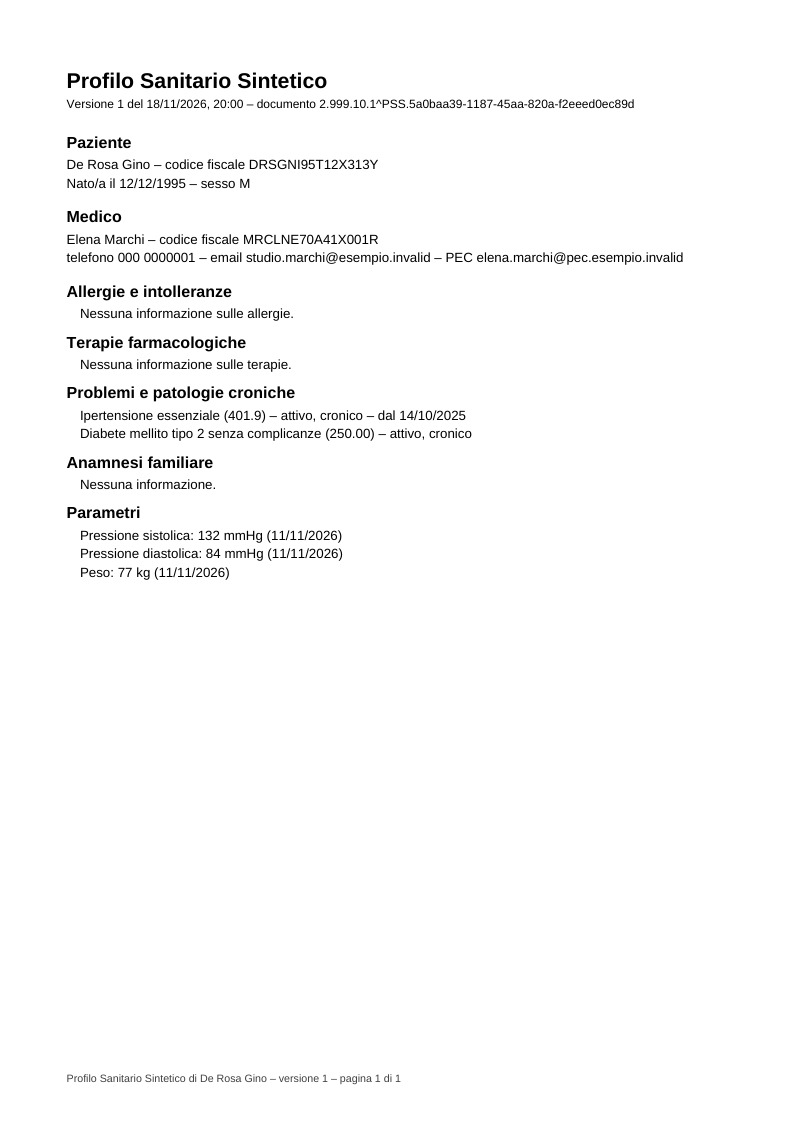 Profilo Sanitario Sintetico
Versione 1 del 18/11/2026, 20:00 – documento 2.999.10.1^PSS.5a0baa39-1187-45aa-820a-f2eeed0ec89d
Paziente
De Rosa Gino – codice fiscale DRSGNI95T12X313Y
Nato/a il 12/12/1995 – sesso M
Medico
Elena Marchi – codice fiscale MRCLNE70A41X001R
telefono 000 0000001 – email studio.marchi@esempio.invalid – PEC elena.marchi@pec.esempio.invalid
Allergie e intolleranze
Nessuna informazione sulle allergie.
Terapie farmacologiche
Nessuna informazione sulle terapie.
Problemi e patologie croniche
Ipertensione essenziale (401.9) – attivo, cronico – dal 14/10/2025
Diabete mellito tipo 2 senza complicanze (250.00) – attivo, cronico
Anamnesi familiare
Nessuna informazione.
Parametri
Pressione sistolica: 132 mmHg (11/11/2026)
Pressione diastolica: 84 mmHg (11/11/2026)
Peso: 77 kg (11/11/2026)
Profilo Sanitario Sintetico di De Rosa Gino – versione 1 – pagina 1 di 1